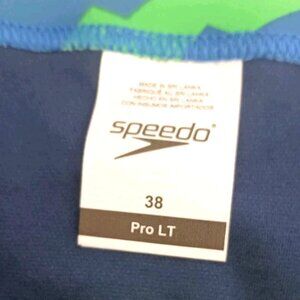 MADE IN SRI LANKA
FABRIQUÉ AU SRI LANKA
HECHO EN SRI LANKA
CON INSUMOS IMPORTADOS
speedo
38
Pro LT